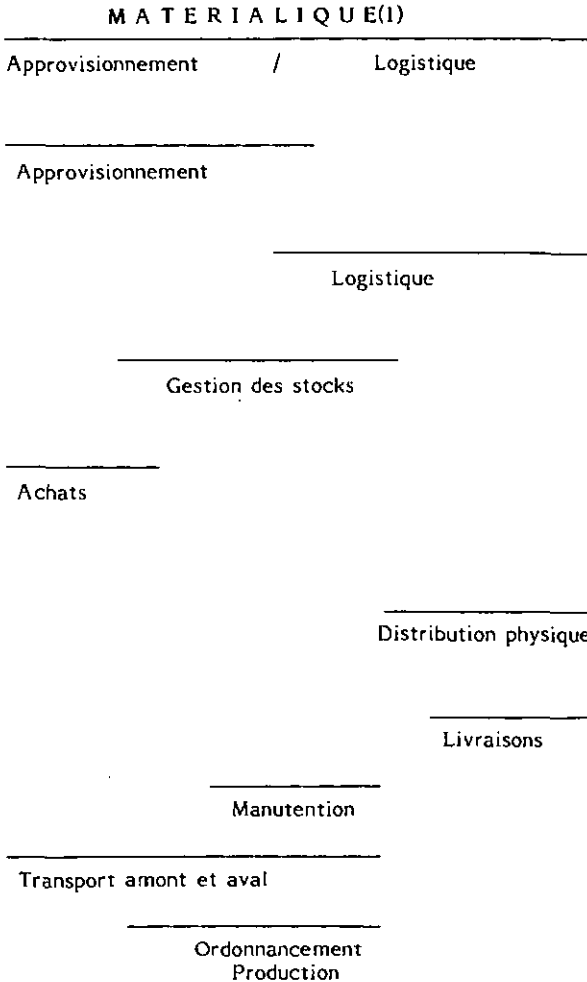 MATERIALIQUE(1)
Approvisionnement / Logistique
Approvisionnement
Logistique
Gestion des stocks
Achats
Distribution physique
Livraisons
Manutention
Transport amont et aval
Ordonnancement
Production